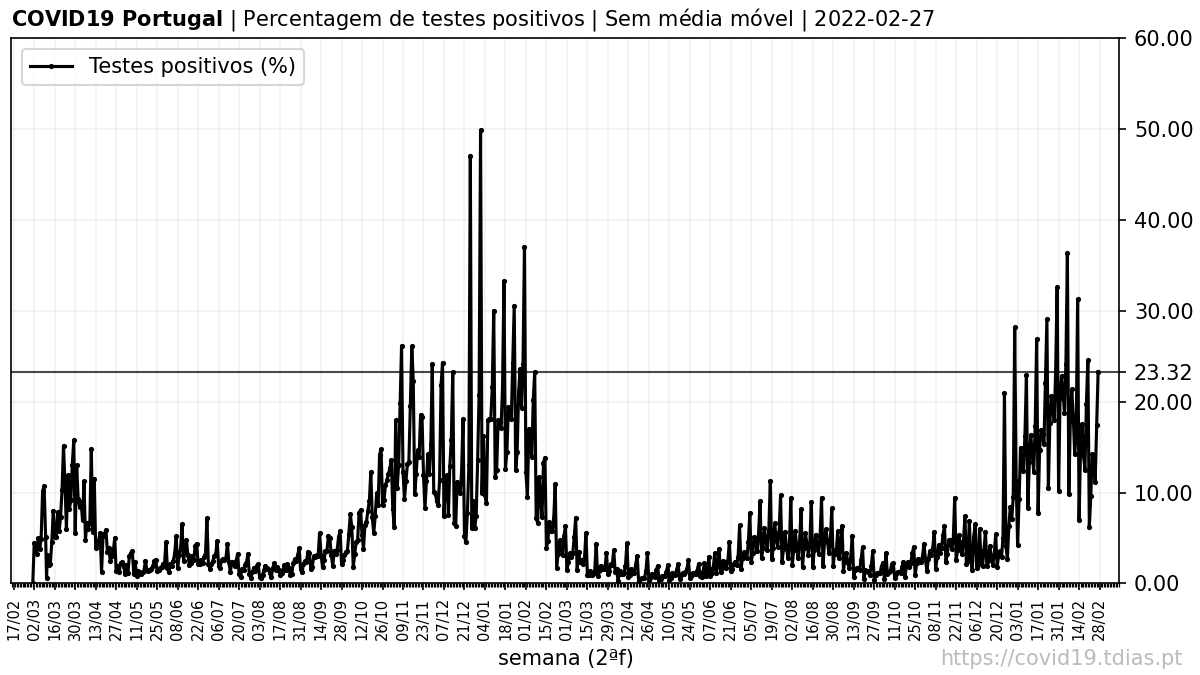 COVID19 Portugal | Percentagem de testes positivos | Sem média móvel | 2022-02-27
Testes positivos (%)
60.00
50.00
40.00
30.00
23.32
20.00
10.00
0.00
17/02 02/03 16/03 30/03 13/04 27/04 11/05 25/05 08/06 22/06 06/07 20/07 03/08 17/08 31/08 14/09 28/09 12/10 26/10 09/11 23/11 07/12 21/12 04/01 18/01 01/02 15/02 01/03 15/03 29/03 12/04 26/04 10/05 24/05 07/06 21/06 05/07 19/07 02/08 16/08 30/08 13/09 27/09 11/10 25/10 08/11 22/11 06/12 20/12 03/01 17/01 31/01 14/02 28/02
semana (2ªf)
https://covid19.tdias.pt